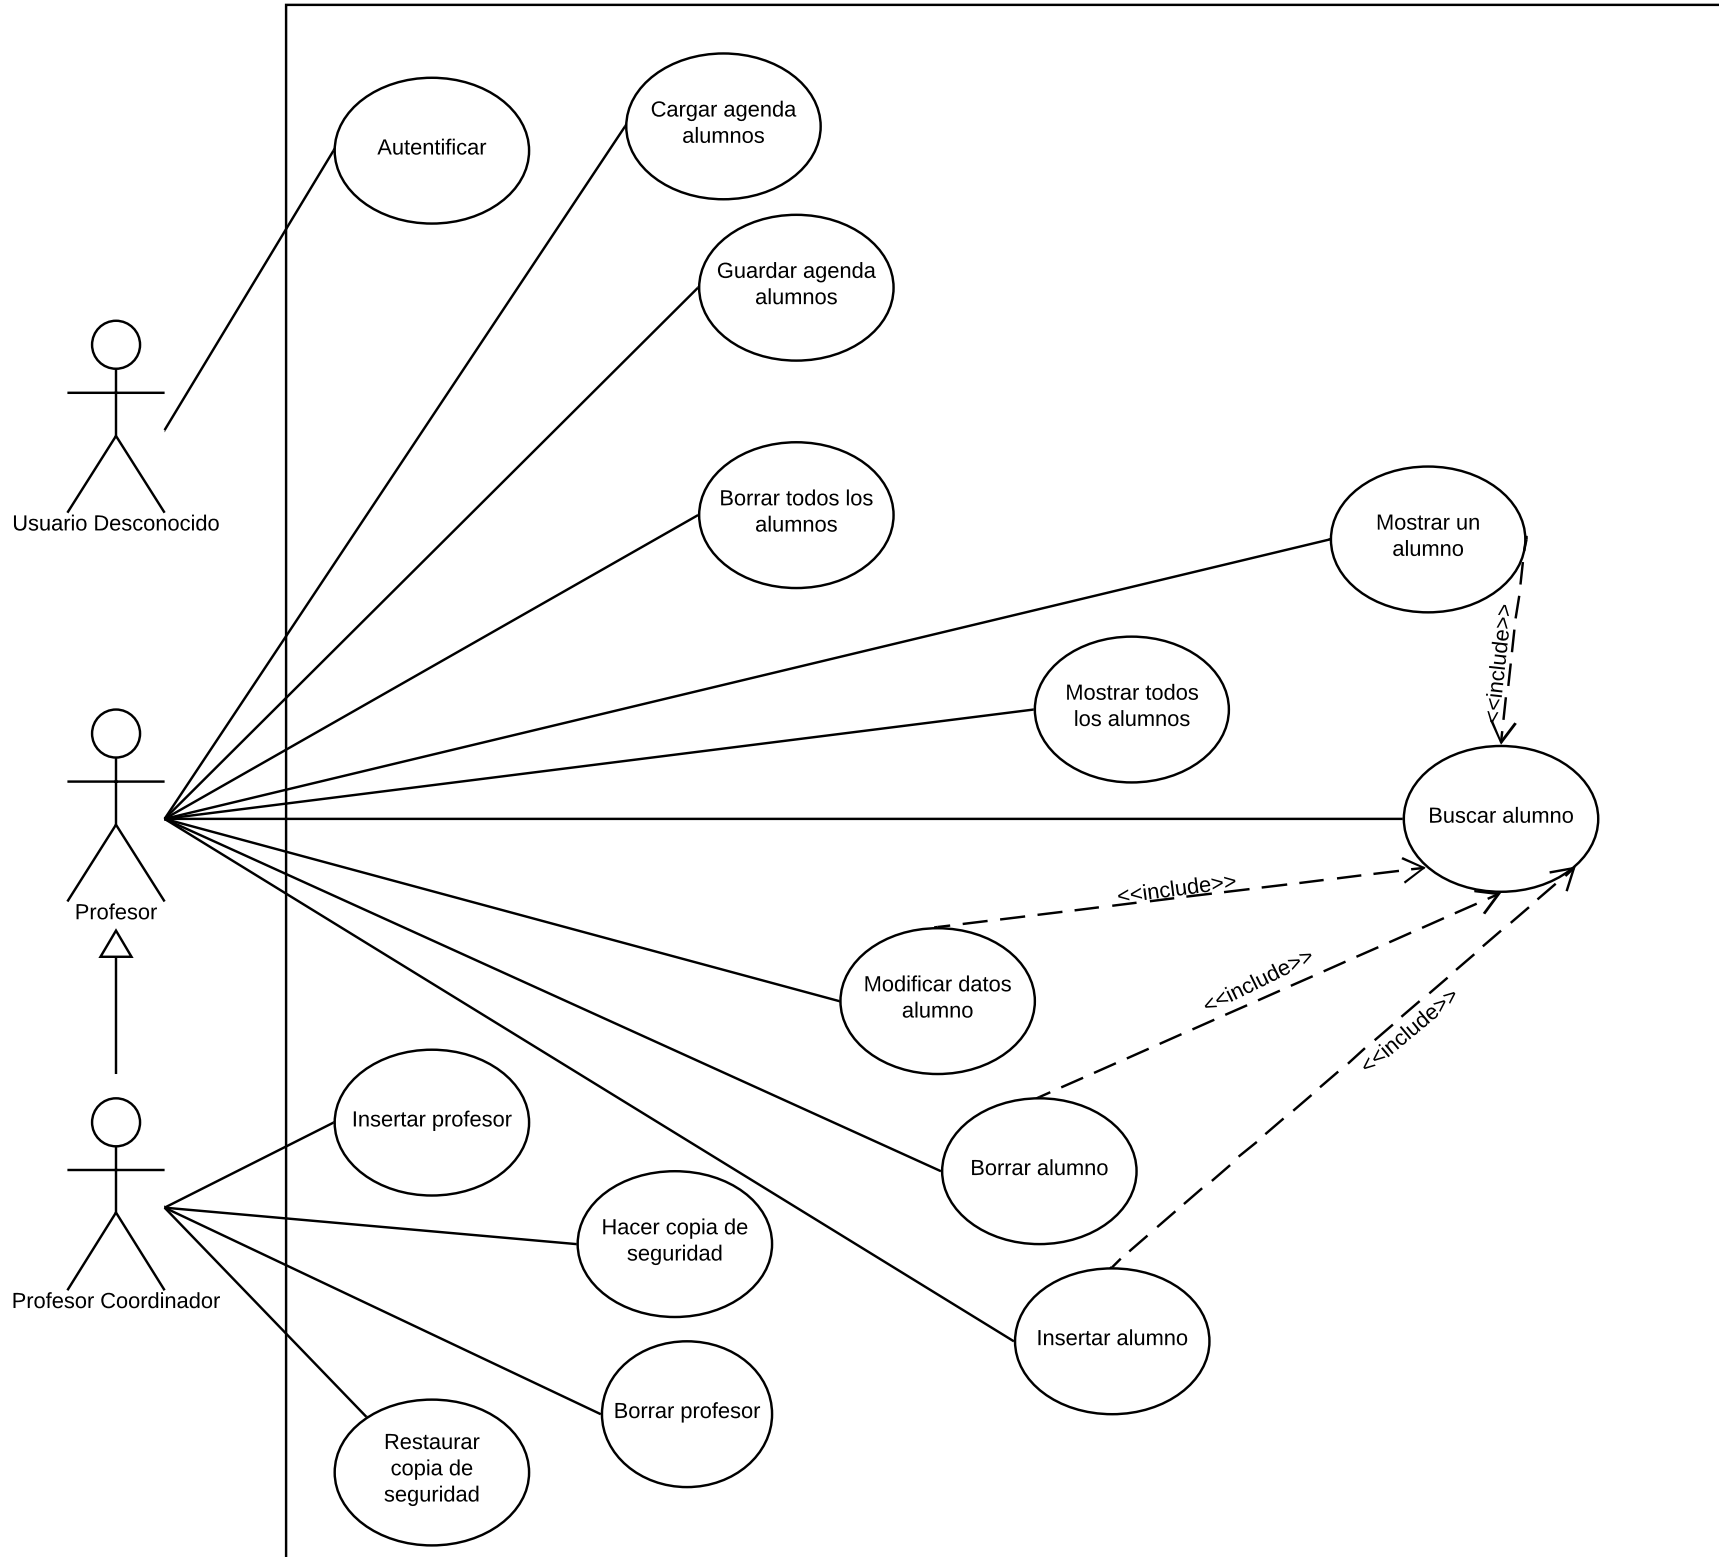 Cargar agenda
alumnos
Autentificar
Guardar agenda
alumnos
Usuario Desconocido
Borrar todos los
alumnos
Mostrar un
alumno
<<include>>
Mostrar todos
los alumnos
Buscar alumno
Profesor
<<include>>
Modificar datos
alumno
<<include>>
<<include>>
Insertar profesor
Borrar alumno
Hacer copia de
seguridad
Profesor Coordinador
Insertar alumno
Borrar profesor
Restaurar
copia de
seguridad